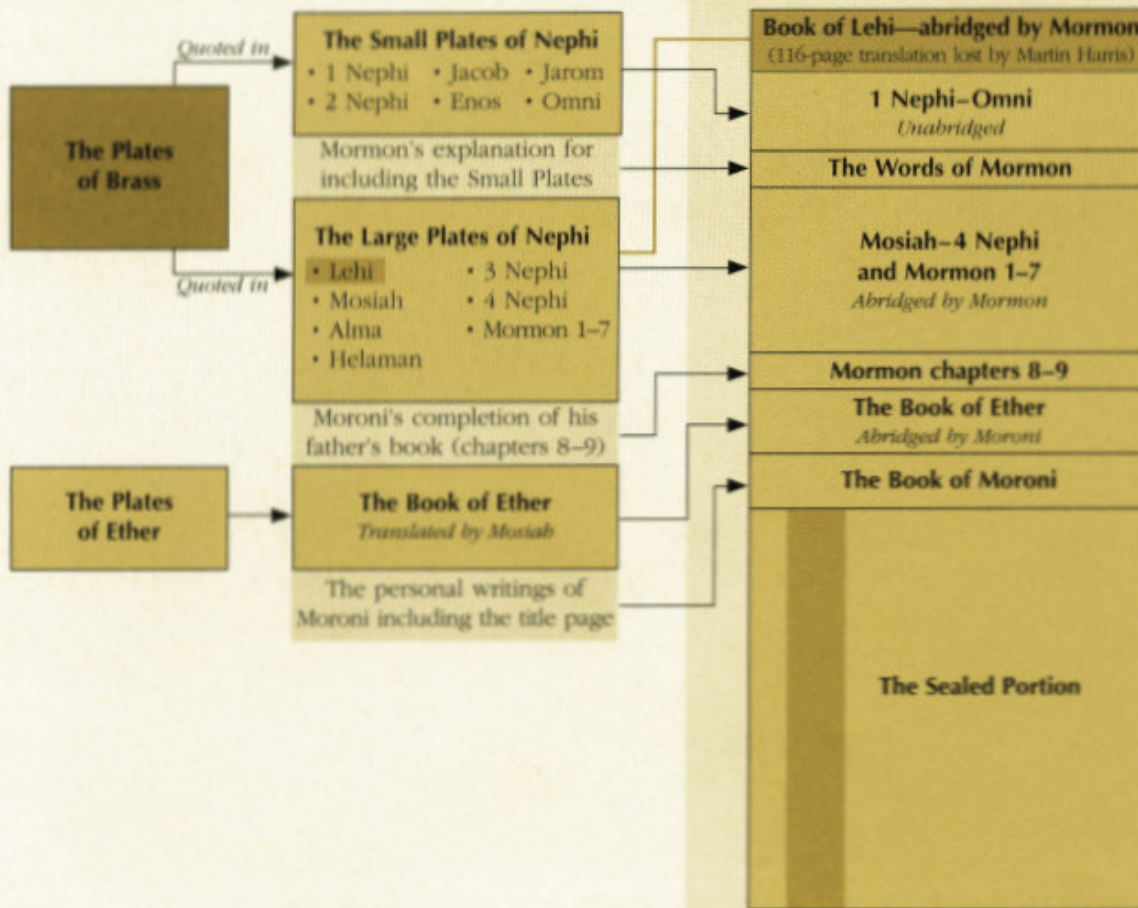 Quoted in
The Plates
of Brass
Quoted in
The Plates
of Ether
The Small Plates of Nephi
• 1 Nephi • Jacob • Jarom
• 2 Nephi • Enos • Omni
Mormon's explanation for
including the Small Plates
The Large Plates of Nephi
• Lehi • 3 Nephi
• Mosiah • 4 Nephi
• Alma • Mormon 1–7
• Helaman
Moroni's completion of his
father's book (chapters 8–9)
The Book of Ether
Translated by Mosiah
The personal writings of
Moroni including the title page
Book of Lehi—abridged by Mormon
(116-page translation lost by Martin Harris)
1 Nephi–Omni
Unabridged
The Words of Mormon
Mosiah–4 Nephi
and Mormon 1–7
Abridged by Mormon
Mormon chapters 8–9
The Book of Ether
Abridged by Moroni
The Book of Moroni
The Sealed Portion